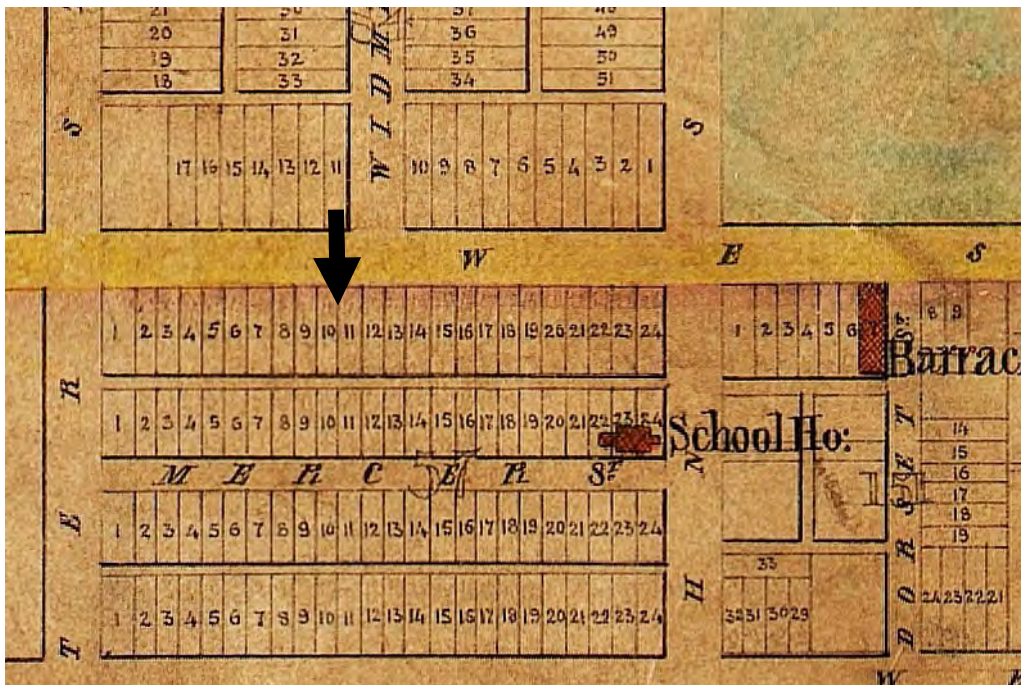 21 30 37 48
20 31 36 49
19 32 35 50
18 33 34 51
S WIDM S
17 16 15 14 13 12 11 10 9 8 7 6 5 4 3 2 1
W E S
1 2 3 4 5 6 7 8 9 10 11 12 13 14 15 16 17 18 19 20 21 22 23 24 1 2 3 4 5 6 7 8 9
Barrac
R
1 2 3 4 5 6 7 8 9 10 11 12 13 14 15 16 17 18 19 20 21 22 23 24
School Ho:
14
15
16
17
18
19
MERCER St.
N
E
1 2 3 4 5 6 7 8 9 10 11 12 13 14 15 16 17 18 19 20 21 22 23 24
33
H
DORSET St.
32 31 30 29 24 23 22 21
1 2 3 4 5 6 7 8 9 10 11 12 13 14 15 16 17 18 19 20 21 22 23 24
T
W